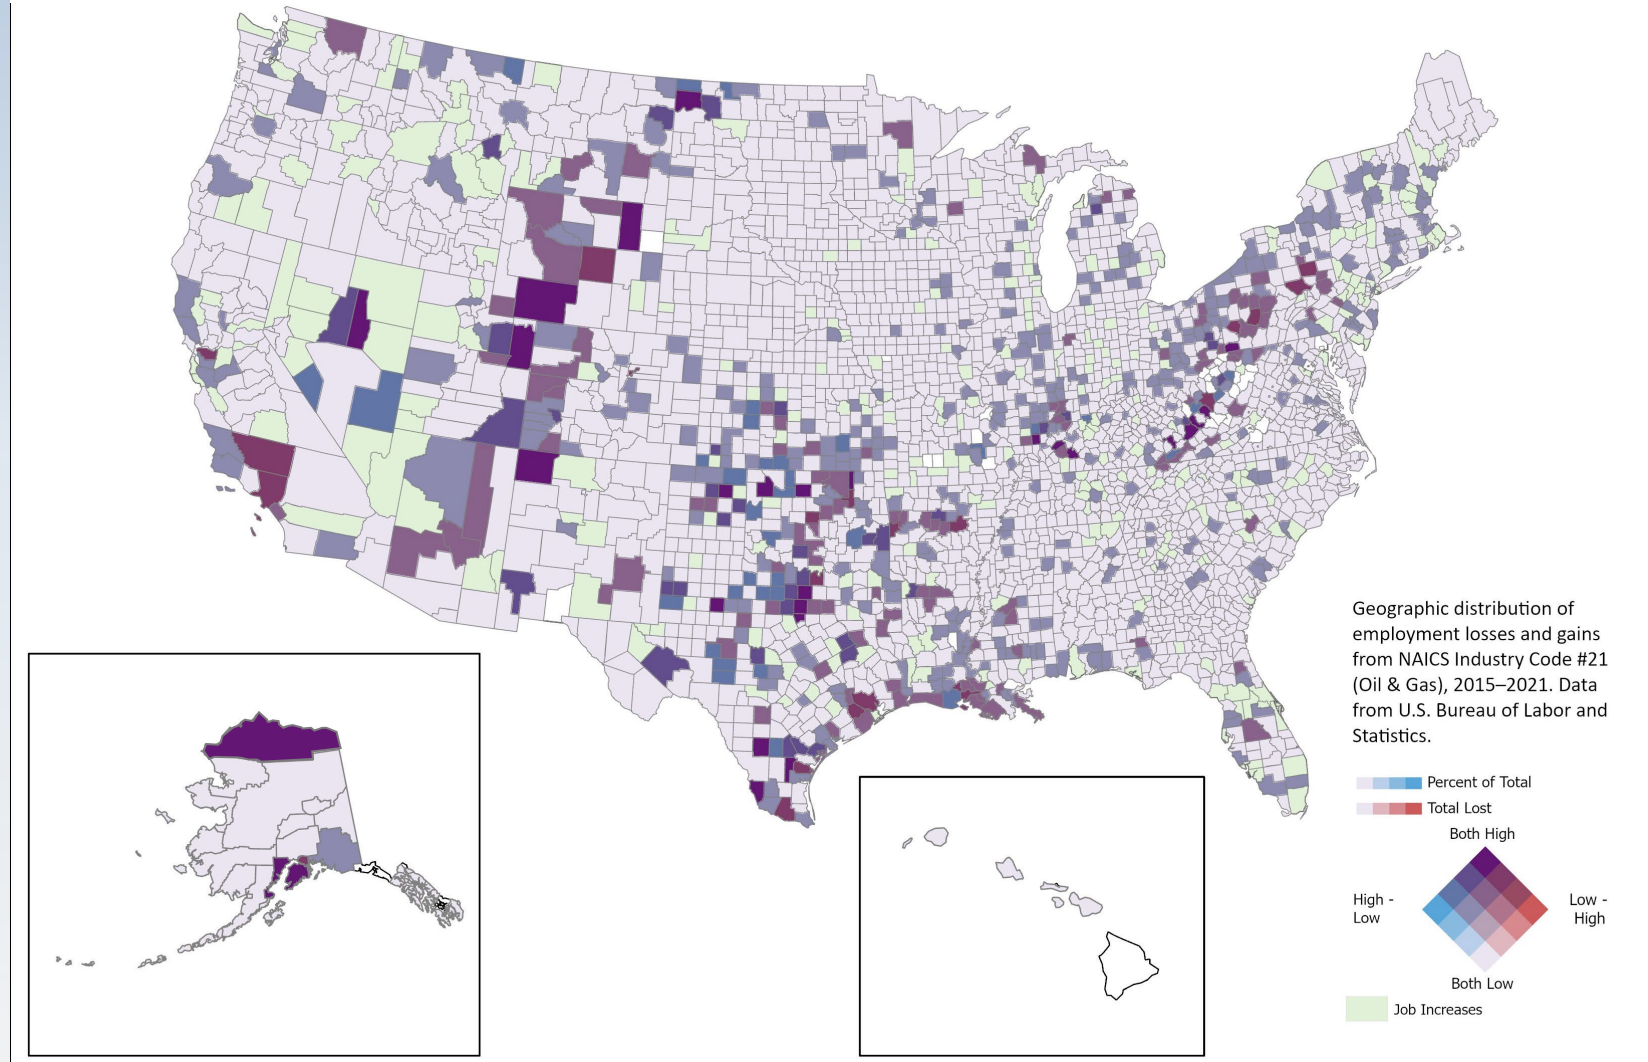 Geographic distribution of
employment losses and gains
from NAICS Industry Code #21
(Oil & Gas), 2015–2021. Data
from U.S. Bureau of Labor and
Statistics.
Percent of Total
Total Lost
Both High
High -
Low
Low -
High
Both Low
Job Increases